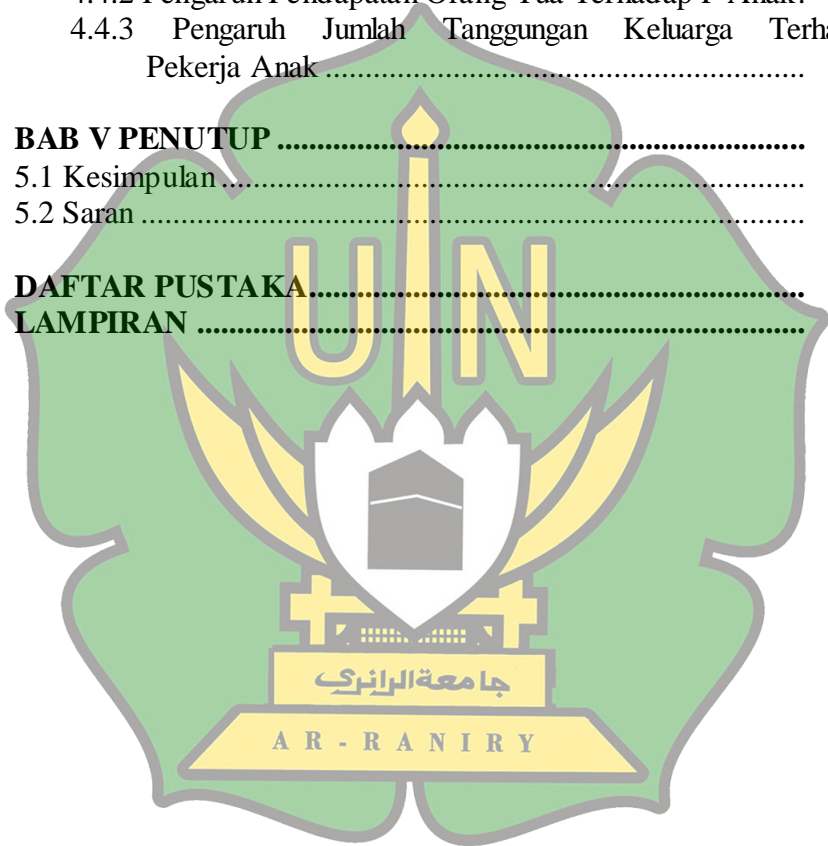 4.4.2 Pengaruh Pendapatan Orang Tua Terhadap P Anak.
4.4.3 Pengaruh Jumlah Tanggungan Keluarga Terha
Pekerja Anak ............................................................
BAB V PENUTUP ..................................................................
5.1 Kesimpulan .........................................................................
5.2 Saran ...................................................................................
DAFTAR PUSTAKA..............................................................
LAMPIRAN ............................................................................
UIN
جامعة الرانري
AR-RANIRY